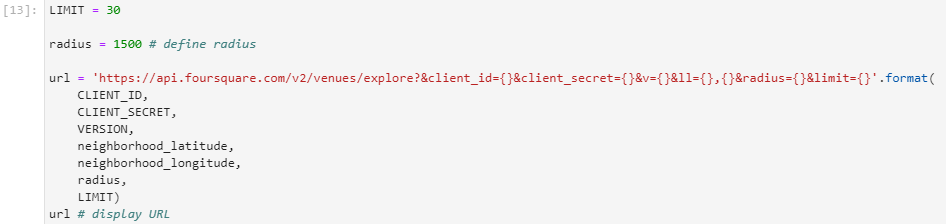 [13]: LIMIT = 30
radius = 1500 # define radius
url = 'https://api.foursquare.com/v2/venues/explore?&client_id={}&client_secret={}&v={}&ll={},{}&radius={}&limit={}'.format(
CLIENT_ID,
CLIENT_SECRET,
VERSION,
neighborhood_latitude,
neighborhood_longitude,
radius,
LIMIT)
url # display URL